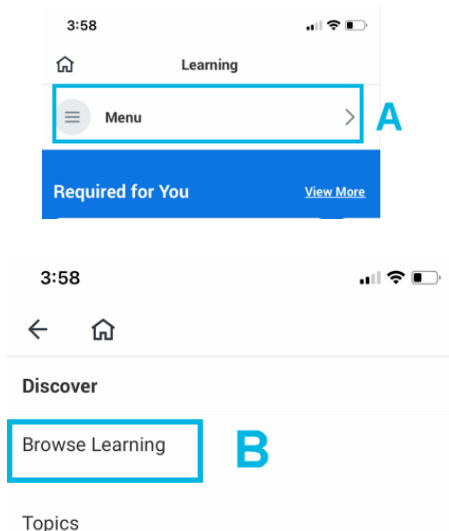 3:58
Learning
Menu
A
Required for You View More
3:58
Discover
Browse Learning
B
Topics